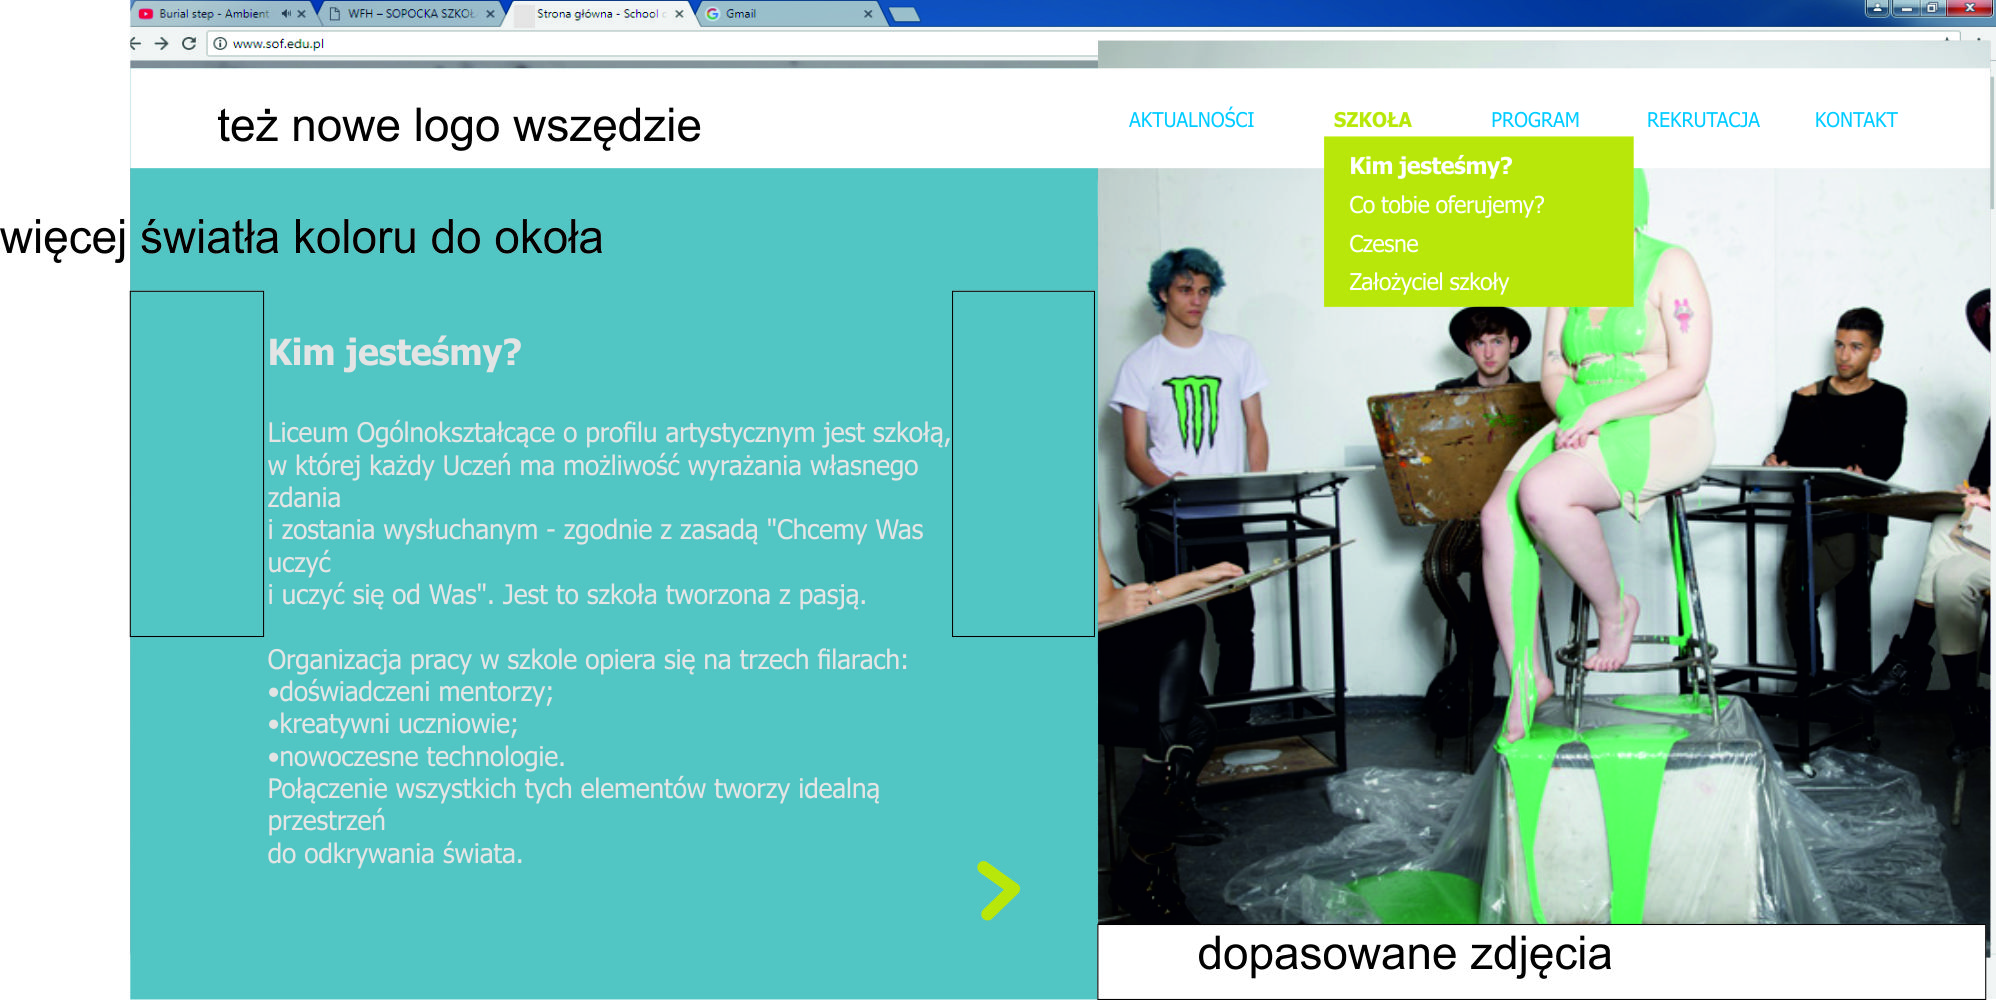 Burial step - Ambient
WFH – SOPOCKA SZKOŁ
Strona główna - School o
Gmail
www.sof.edu.pl
też nowe logo wszędzie
AKTUALNOŚCI
SZKOŁA
PROGRAM
REKRUTACJA
KONTAKT
Kim jesteśmy?
Co tobie oferujemy?
Czesne
Założyciel szkoły
więcej światła koloru do okoła
Kim jesteśmy?
Liceum Ogólnokształcące o profilu artystycznym jest szkołą,
w której każdy Uczeń ma możliwość wyrażania własnego
zdania
i zostania wysłuchanym - zgodnie z zasadą "Chcemy Was
uczyć
i uczyć się od Was". Jest to szkoła tworzona z pasją.
Organizacja pracy w szkole opiera się na trzech filarach:
•doświadczeni mentorzy;
•kreatywni uczniowie;
•nowoczesne technologie.
Połączenie wszystkich tych elementów tworzy idealną
przestrzeń
do odkrywania świata.
dopasowane zdjęcia